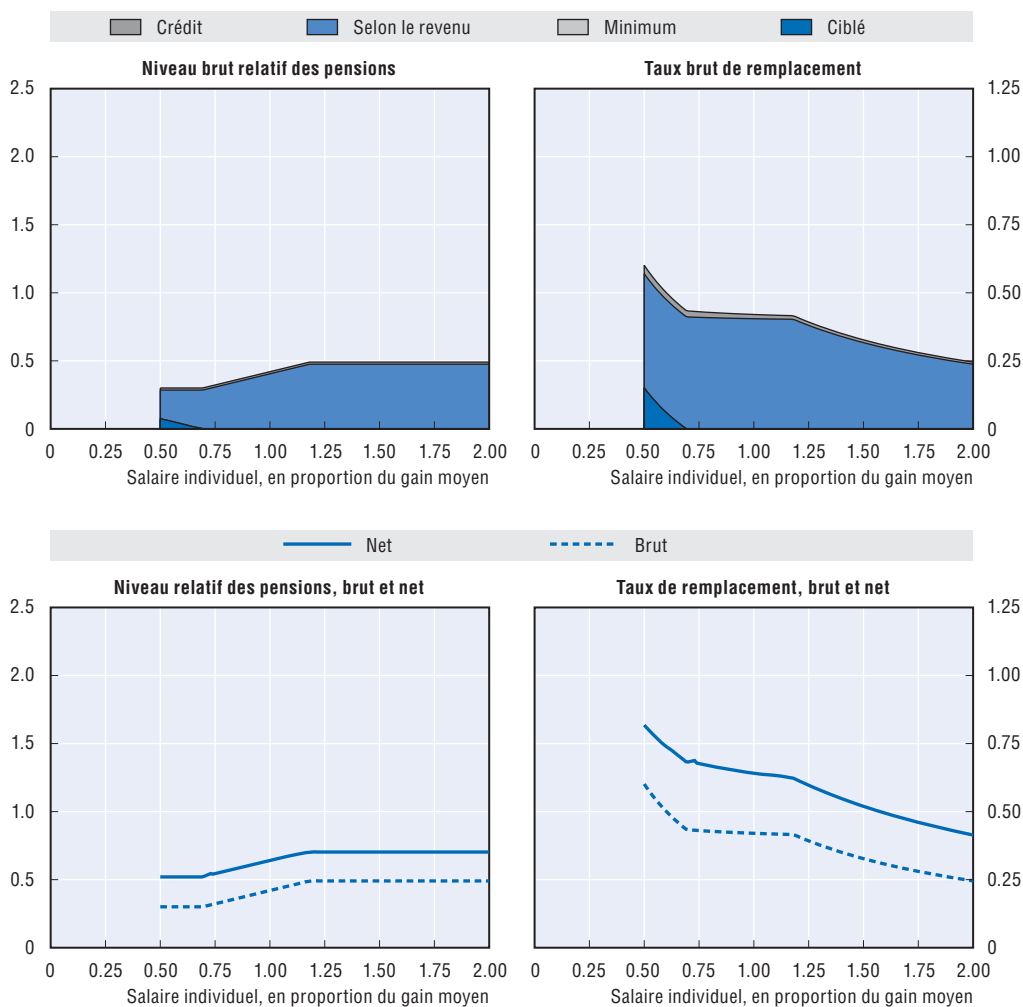 Crédit Selon le revenu Minimum Ciblé
Niveau brut relatif des pensions
2.5
2.0
1.5
1.0
0.5
0
0 0.25 0.50 0.75 1.00 1.25 1.50 1.75 2.00
Salaire individuel, en proportion du gain moyen
Taux brut de remplacement
1.25
1.00
0.75
0.50
0.25
0
0 0.25 0.50 0.75 1.00 1.25 1.50 1.75 2.00
Salaire individuel, en proportion du gain moyen
Net Brut
Niveau relatif des pensions, brut et net
2.5
2.0
1.5
1.0
0.5
0
0 0.25 0.50 0.75 1.00 1.25 1.50 1.75 2.00
Salaire individuel, en proportion du gain moyen
Taux de remplacement, brut et net
1.25
1.00
0.75
0.50
0.25
0
0 0.25 0.50 0.75 1.00 1.25 1.50 1.75 2.00
Salaire individuel, en proportion du gain moyen